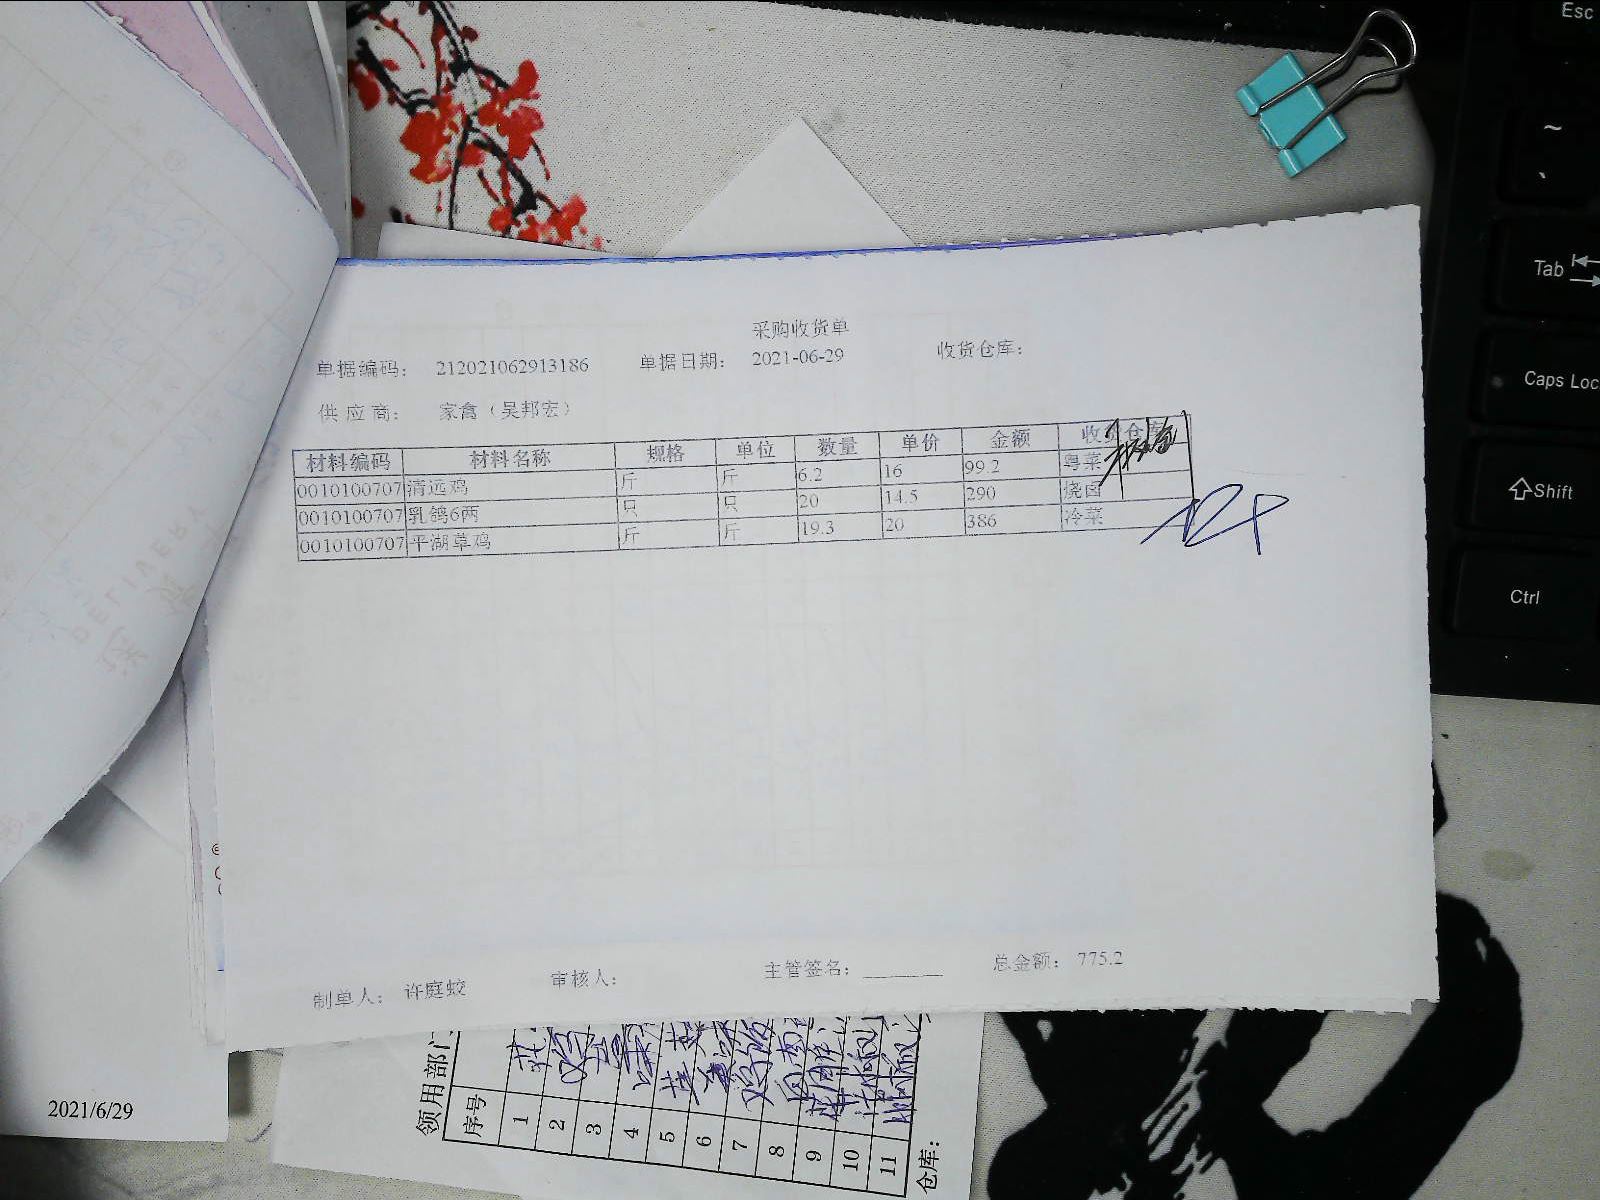 采购收货单
单据编码： 212021062913186 单据日期： 2021-06-29 收货仓库：
供应商： 家禽（吴邦宏）
材料编码 材料名称 规格 单位 数量 单价 金额 收货仓库
0010100707 清远鸡 斤 斤 6.2 16 99.2 粤菜
0010100707 乳鸽6两 只 只 20 14.5 290 烧卤
0010100707 平湖草鸡 斤 斤 19.3 20 386 冷菜
制单人： 许庭蛟 审核人： 主管签名： 总金额： 775.2
2021/6/29
领用部门
序号 1 2 3 4 5 6 7 8 9 10 11
仓库：
Esc
~
Tab
Caps Loc
Shift
Ctrl